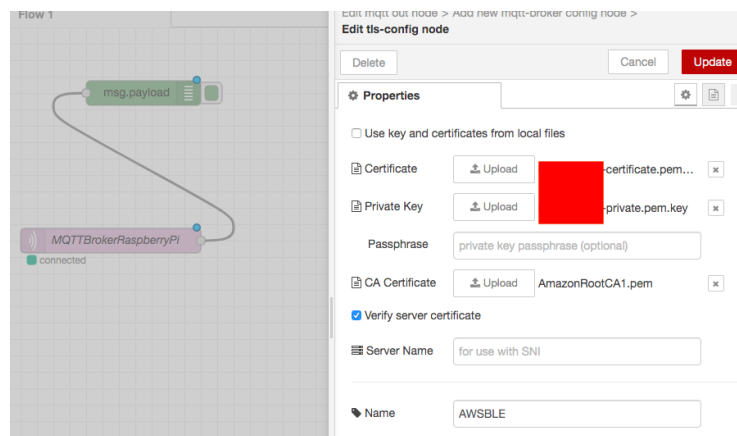 Flow 1
Edit mqtt out node > Add new mqtt-broker config node >
Edit tls-config node
Delete
Cancel
Update
Properties
Use key and certificates from local files
Certificate
Upload
-certificate.pem...
Private Key
Upload
-private.pem.key
Passphrase
private key passphrase (optional)
CA Certificate
Upload
AmazonRootCA1.pem
Verify server certificate
Server Name
for use with SNI
Name
AWSBLE
msg.payload
MQTTBrokerRaspberryPi
connected